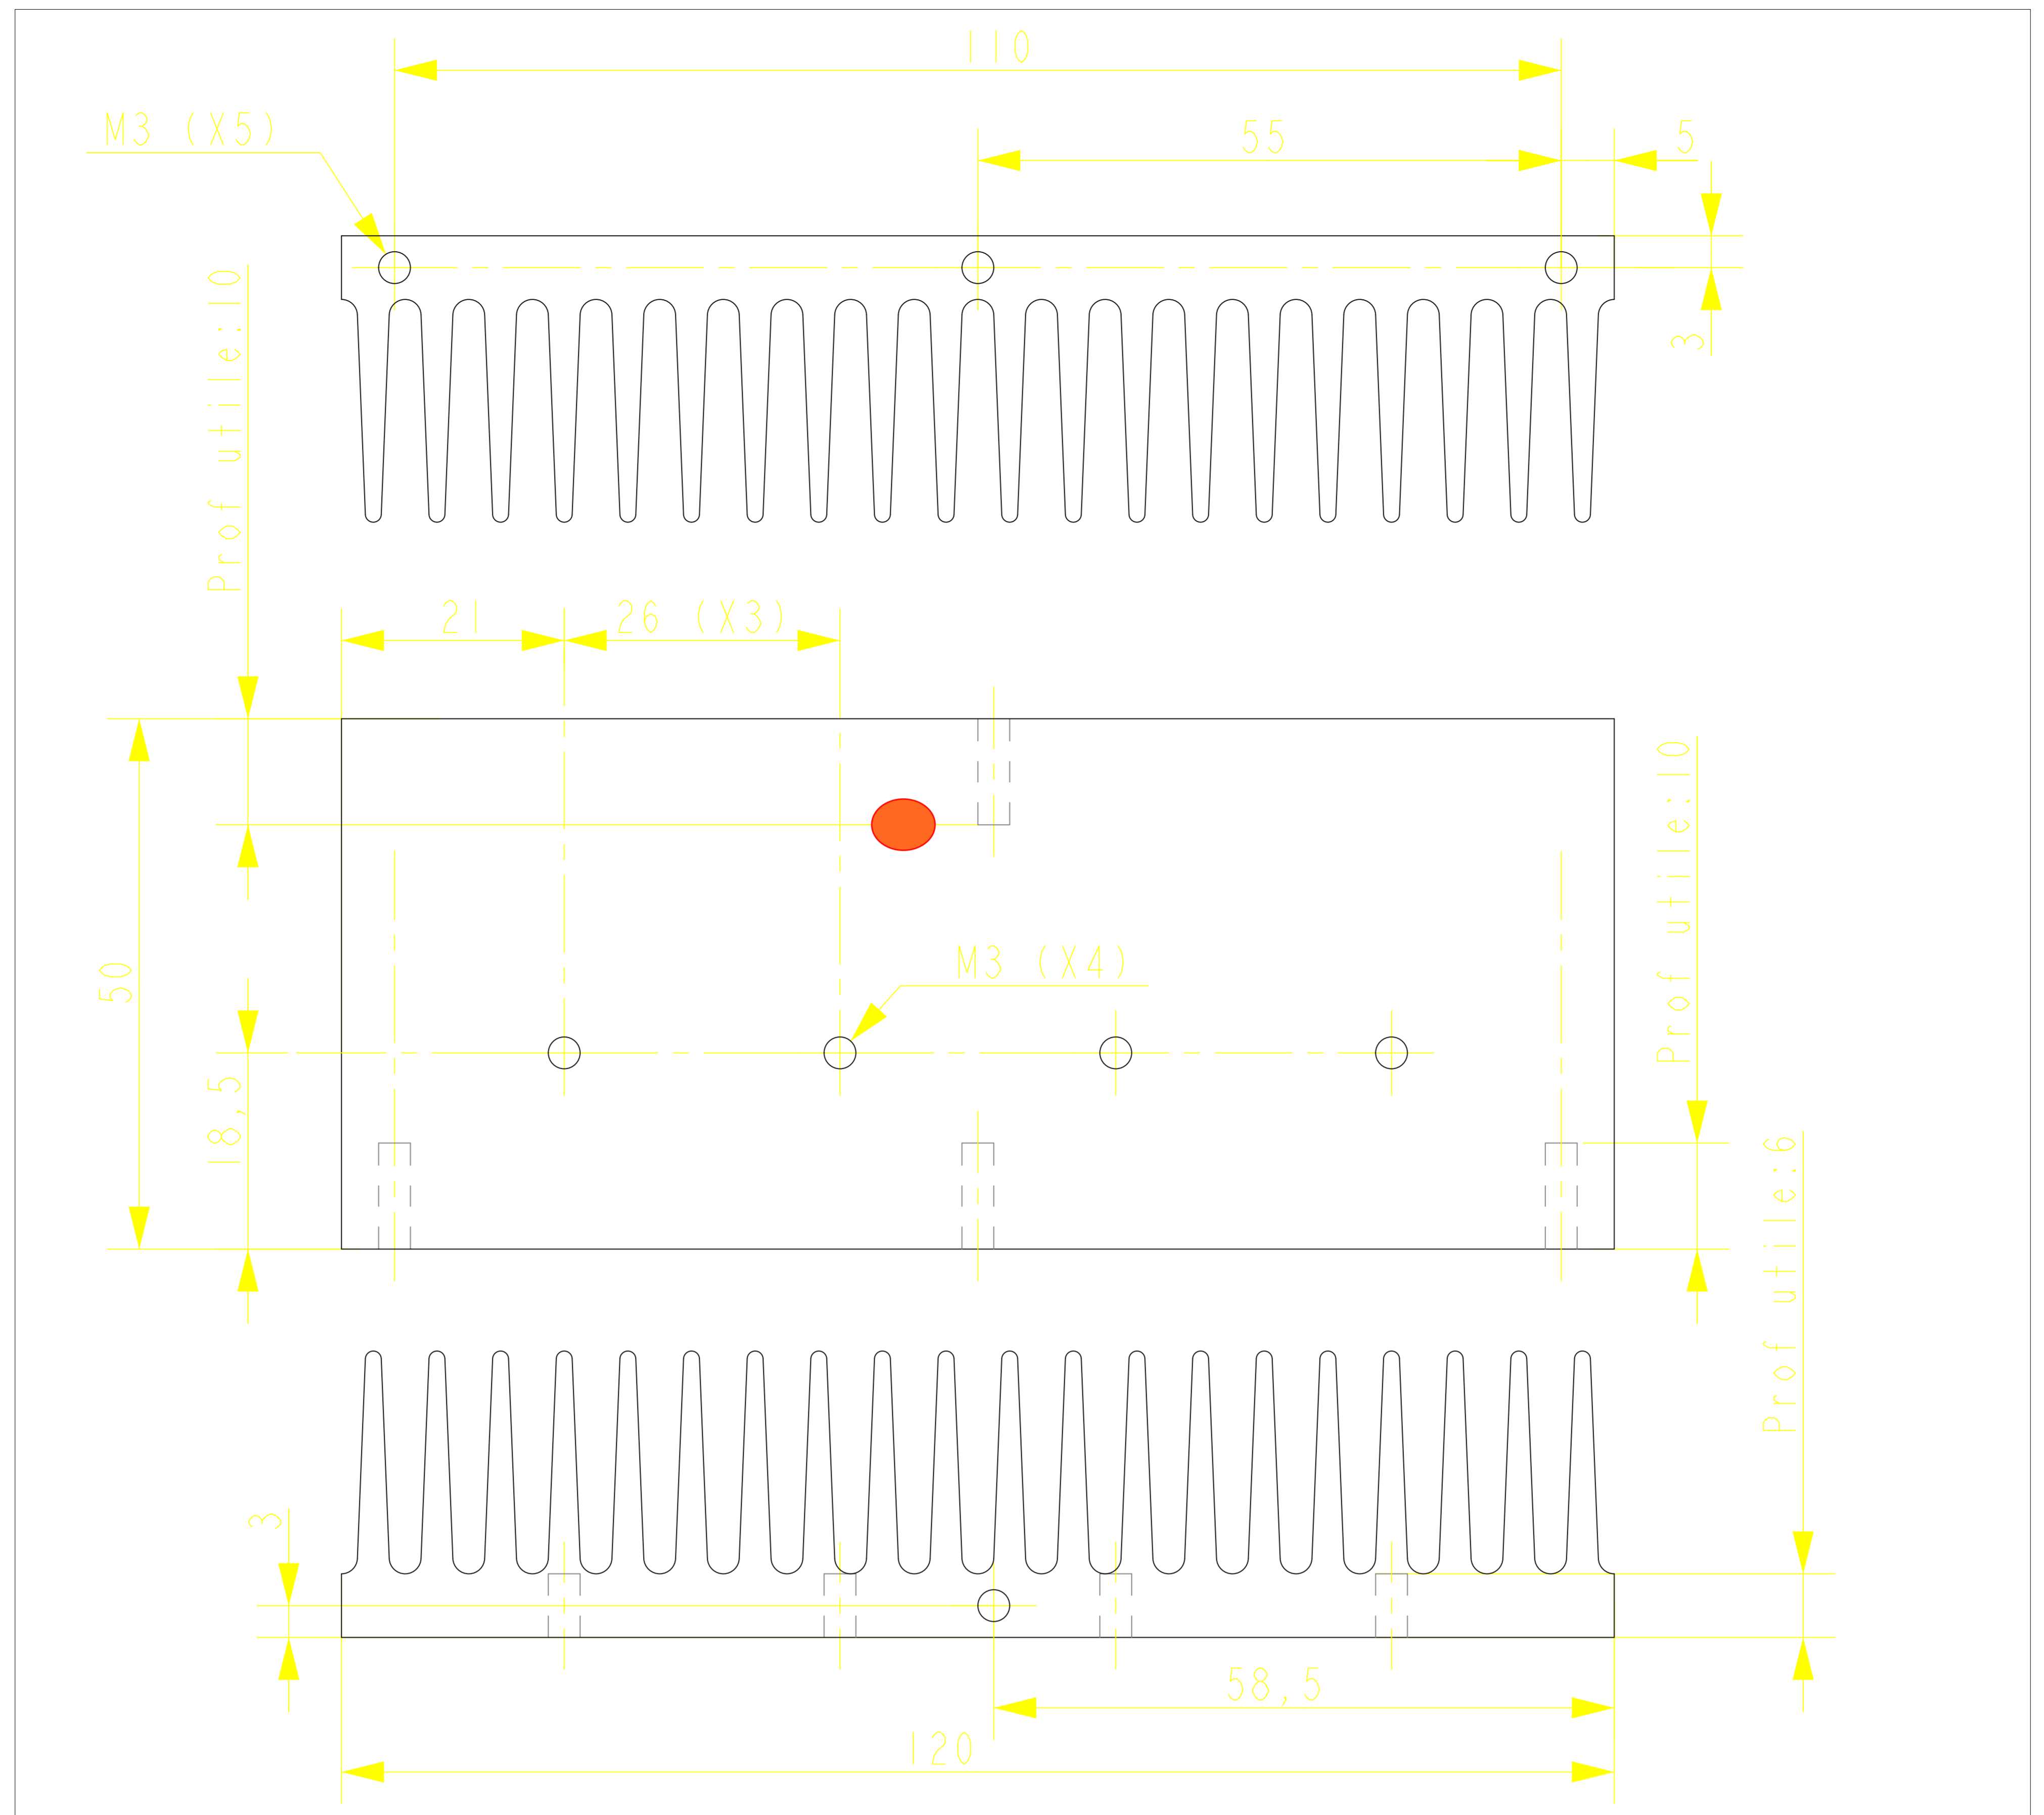 110
M3 (X5)
55
5
3
Prof utile:10
21
26 (X3)
Prof utile:10
M3 (X4)
50
18,5
Prof utile:6
3
58,5
120